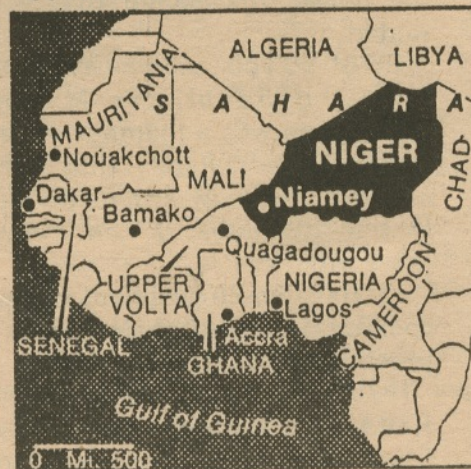 ALGERIA
LIBYA
MAURITANIA
SAHARA
NIGER
CHAD
Nouakchott
MALI
Dakar
Niamey
Bamako
Quagadougou
UPPER
VOLTA
NIGERIA
Lagos
CAMEROON
SENEGAL
Accra
GHANA
Gulf of Guinea
0 Mi. 500